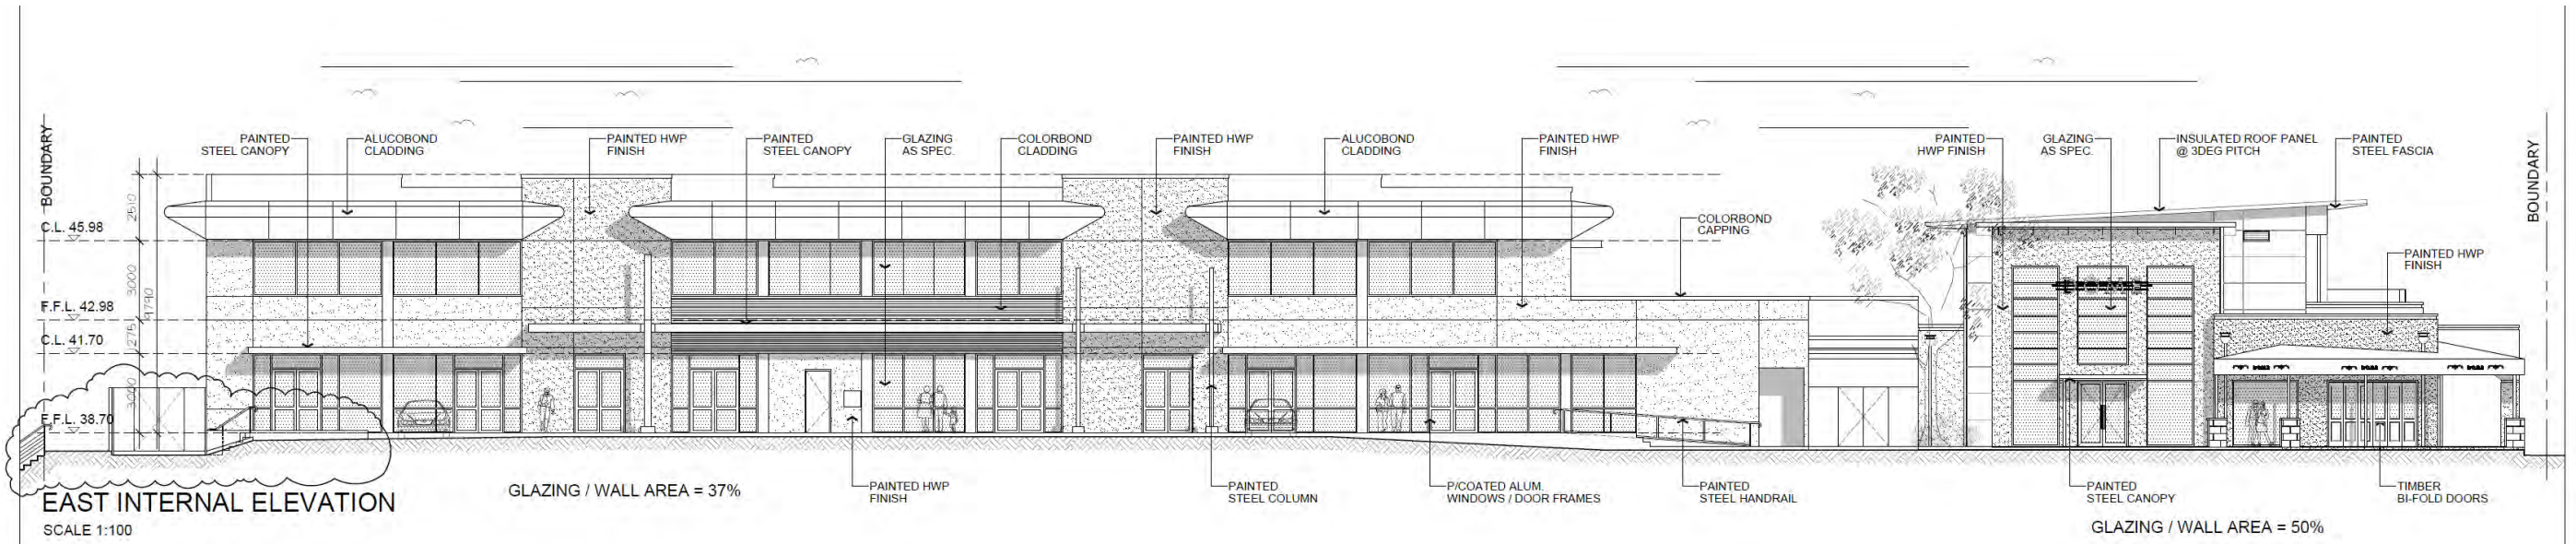 BOUNDARY
PAINTED
STEEL CANOPY
ALUCOBOND
CLADDING
PAINTED HWP
FINISH
PAINTED
STEEL CANOPY
GLAZING
AS SPEC.
COLORBOND
CLADDING
PAINTED HWP
FINISH
ALUCOBOND
CLADDING
PAINTED HWP
FINISH
PAINTED
HWP FINISH
GLAZING
AS SPEC.
INSULATED ROOF PANEL
@ 3DEG PITCH
PAINTED
STEEL FASCIA
BOUNDARY
COLORBOND
CAPPING
PAINTED HWP
FINISH
C.L. 45.98
F.F.L. 42.98
C.L. 41.70
F.F.L. 38.70
2510
3000
1275
3000
9790
PAINTED HWP
FINISH
PAINTED
STEEL COLUMN
P/COATED ALUM.
WINDOWS / DOOR FRAMES
PAINTED
STEEL HANDRAIL
PAINTED
STEEL CANOPY
TIMBER
BI-FOLD DOORS
EAST INTERNAL ELEVATION
SCALE 1:100
GLAZING / WALL AREA = 37%
GLAZING / WALL AREA = 50%